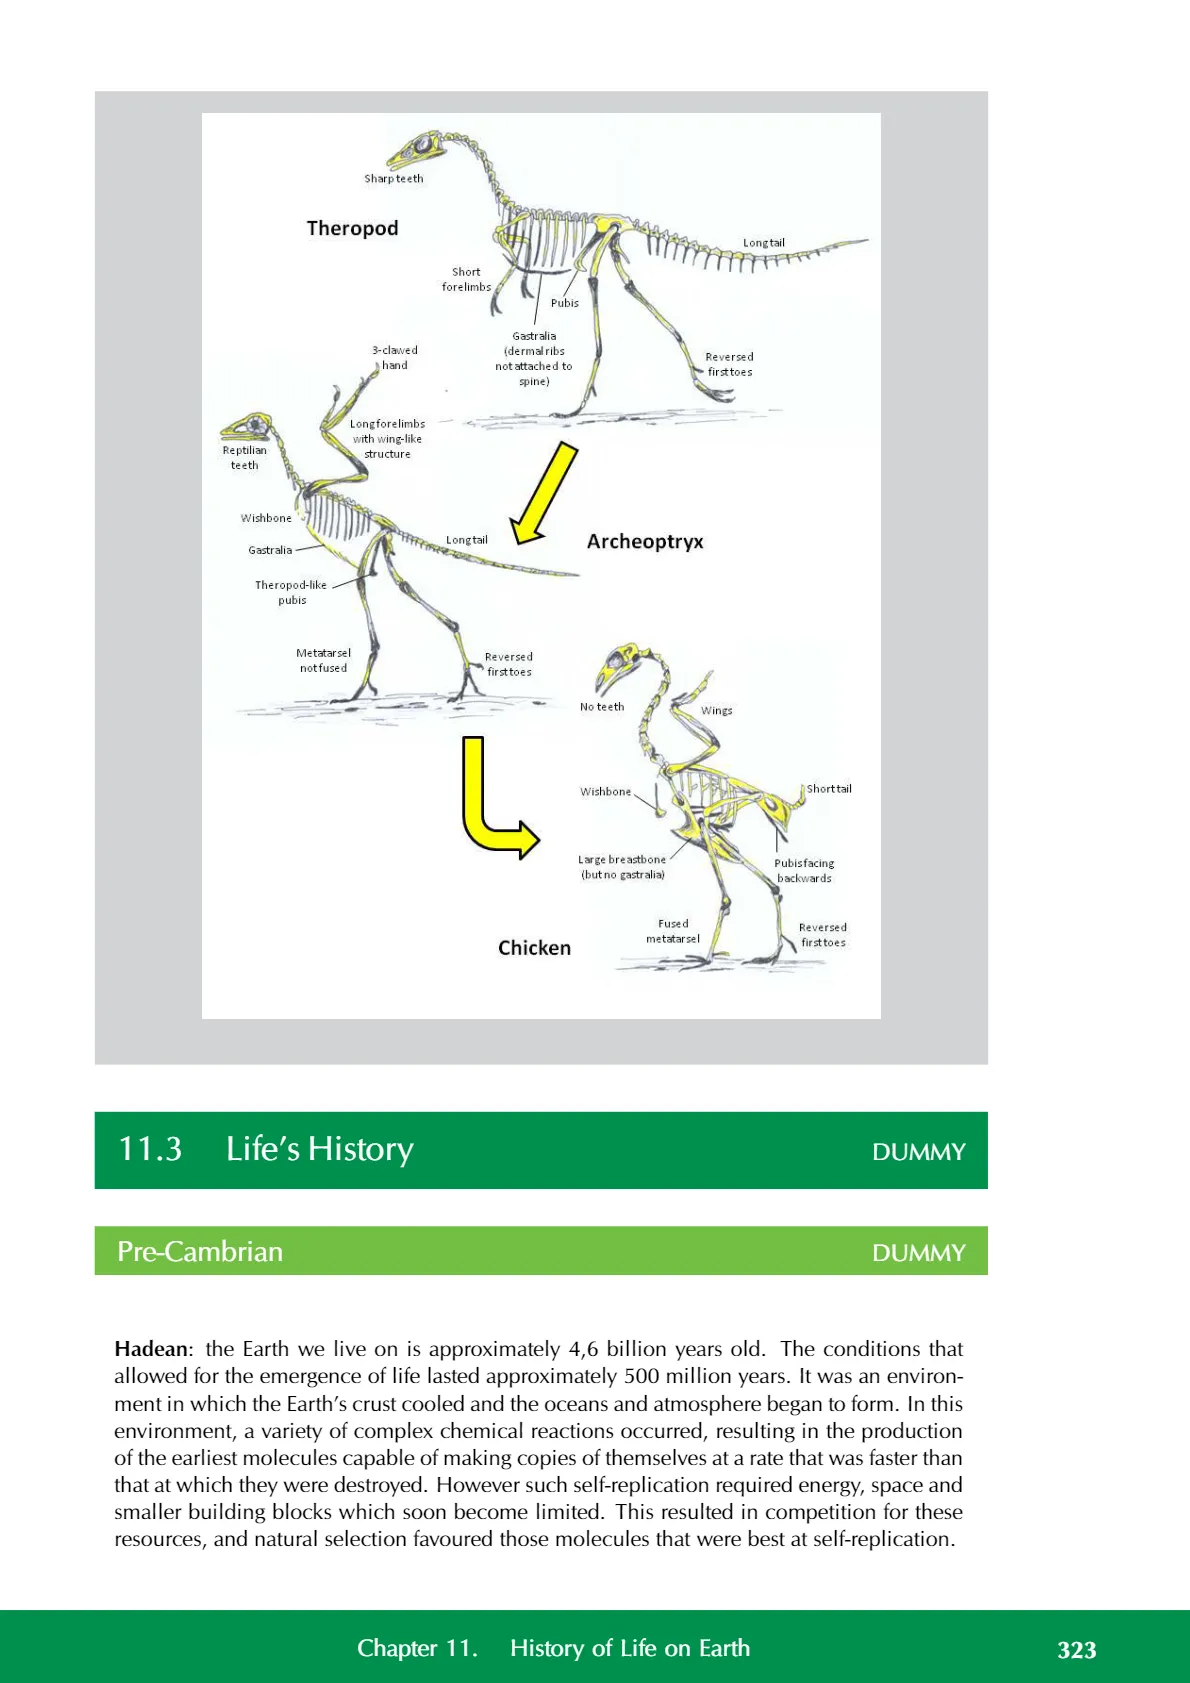 Sharp teeth
Theropod
Long tail
Short
forelimbs
Pubis
Gastralia
(dermal ribs
not attached to
spine)
Reversed
first toes
3-clawed
hand
Long forelimbs
with wing-like
structure
Reptilian
teeth
Wishbone
Gastralia
Long tail
Archeoptryx
Theropod-like
pubis
Metatarsel
not fused
Reversed
first toes
No teeth
Wings
Wishbone
Short tail
Large breastbone
(but no gastralia)
Pubis facing
backwards
Fused
metatarsel
Reversed
first toes
Chicken
11.3 Life’s History DUMMY
Pre-Cambrian DUMMY
Hadean: the Earth we live on is approximately 4,6 billion years old. The conditions that
allowed for the emergence of life lasted approximately 500 million years. It was an environ-
ment in which the Earth’s crust cooled and the oceans and atmosphere began to form. In this
environment, a variety of complex chemical reactions occurred, resulting in the production
of the earliest molecules capable of making copies of themselves at a rate that was faster than
that at which they were destroyed. However such self-replication required energy, space and
smaller building blocks which soon become limited. This resulted in competition for these
resources, and natural selection favoured those molecules that were best at self-replication.
Chapter 11. History of Life on Earth 323